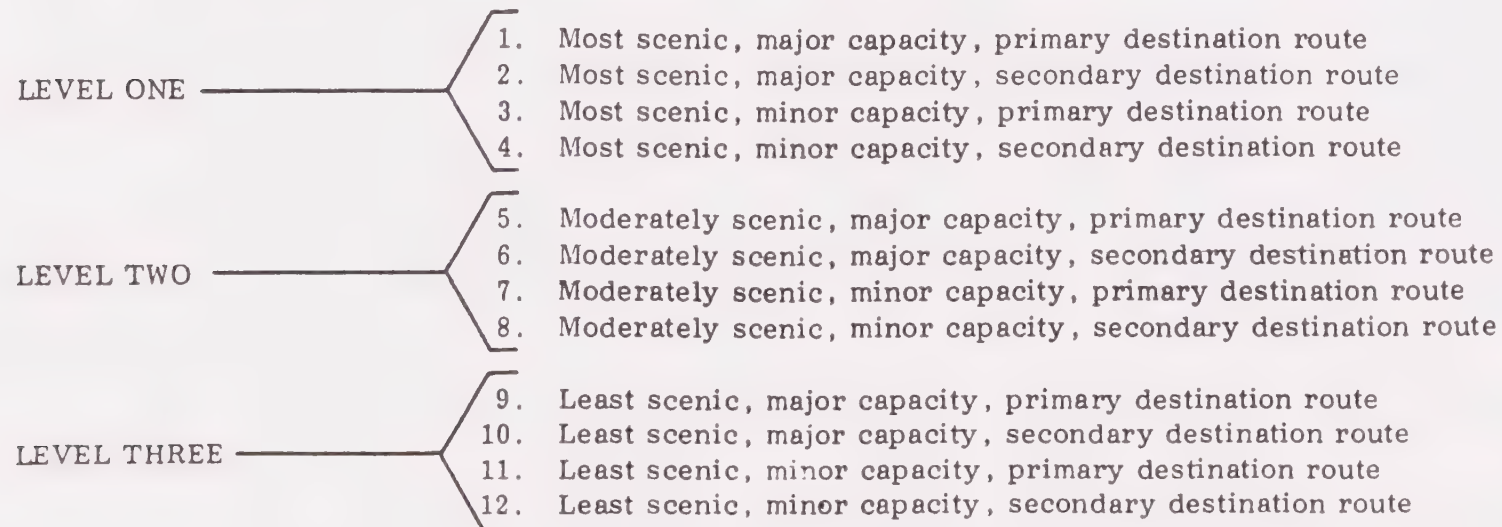 LEVEL ONE
1. Most scenic, major capacity, primary destination route
2. Most scenic, major capacity, secondary destination route
3. Most scenic, minor capacity, primary destination route
4. Most scenic, minor capacity, secondary destination route
LEVEL TWO
5. Moderately scenic, major capacity, primary destination route
6. Moderately scenic, major capacity, secondary destination route
7. Moderately scenic, minor capacity, primary destination route
8. Moderately scenic, minor capacity, secondary destination route
LEVEL THREE
9. Least scenic, major capacity, primary destination route
10. Least scenic, major capacity, secondary destination route
11. Least scenic, minor capacity, primary destination route
12. Least scenic, minor capacity, secondary destination route